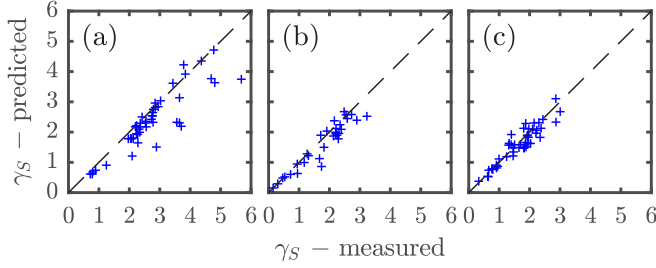 6
5
4
3
2
1
0
γS − predicted
(a)
(b)
(c)
0 1 2 3 4 5 6
0 1 2 3 4 5 6
0 1 2 3 4 5 6
γS − measured